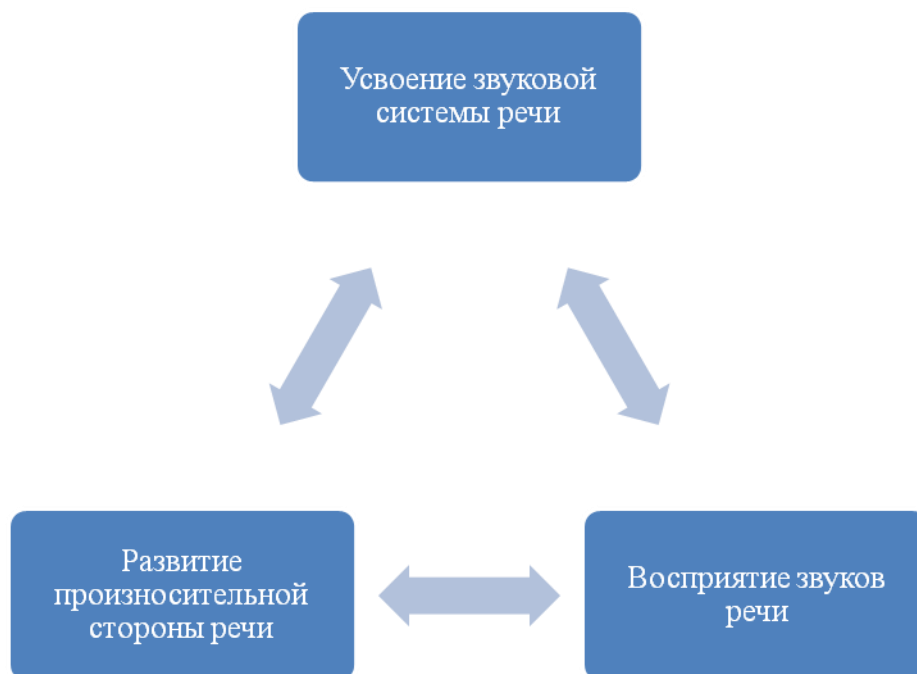 Усвоение звуковой
системы речи
Развитие
произносительной
стороны речи
Восприятие звуков
речи